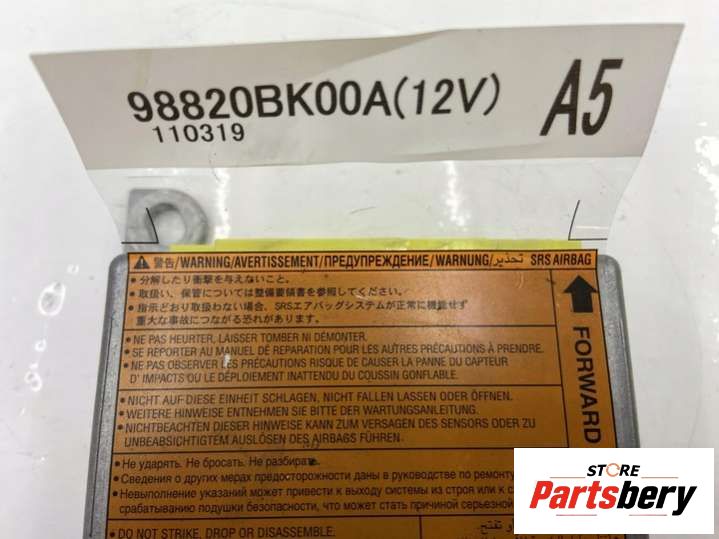 98820BK00A(12V)
A5
110319
警告/WARNING/AVERTISSEMENT/ПРЕДУПРЕЖДЕНИЕ/WARNUNG/تحذير SRS AIRBAG
• 分解したり衝撃を与えないこと。
• 取扱い、保管については整備要領書を参照してください。
• 指示どおり取扱わない場合、SRSエアバッグシステムが正常に機能せず
重大な事故につながる恐れがあります。
• NE PAS HEURTER, LAISSER TOMBER NI DÉMONTER.
• SE REPORTER AU MANUEL DE RÉPARATION POUR LES AUTRES PRÉCAUTIONS À PRENDRE.
• NE PAS OBSERVER LES PRÉCAUTIONS RISQUE DE CAUSER LA PANNE DU CAPTEUR
D' IMPACTS OU LE DÉPLOIEMENT INATTENDU DU COUSSIN GONFLABLE.
• NICHT AUF DIESE EINHEIT SCHLAGEN, NICHT FALLEN LASSEN ODER ÖFFNEN.
• WEITERE HINWEISE ENTNEHMEN SIE BITTE DER WARTUNGSANLEITUNG.
• NICHTBEACHTEN DIESER HINWEISE KANN ZUM VERSAGEN DES SENSORS ODER ZU
UNBEABSICHTIGTEM AUSLÖSEN DES AIRBAGS FÜHREN.
• Не ударять. Не бросать. Не разбирать.
• Сведения о других мерах предосторожности даны в руководстве по ремонту
• Невыполнение указаний может привести к выходу системы из строя или к
срабатыванию подушки безопасности, что может стать причиной серьезной
• DO NOT STRIKE, DROP OR DISASSEMBLE.
FORWARD
STORE
Partsbery